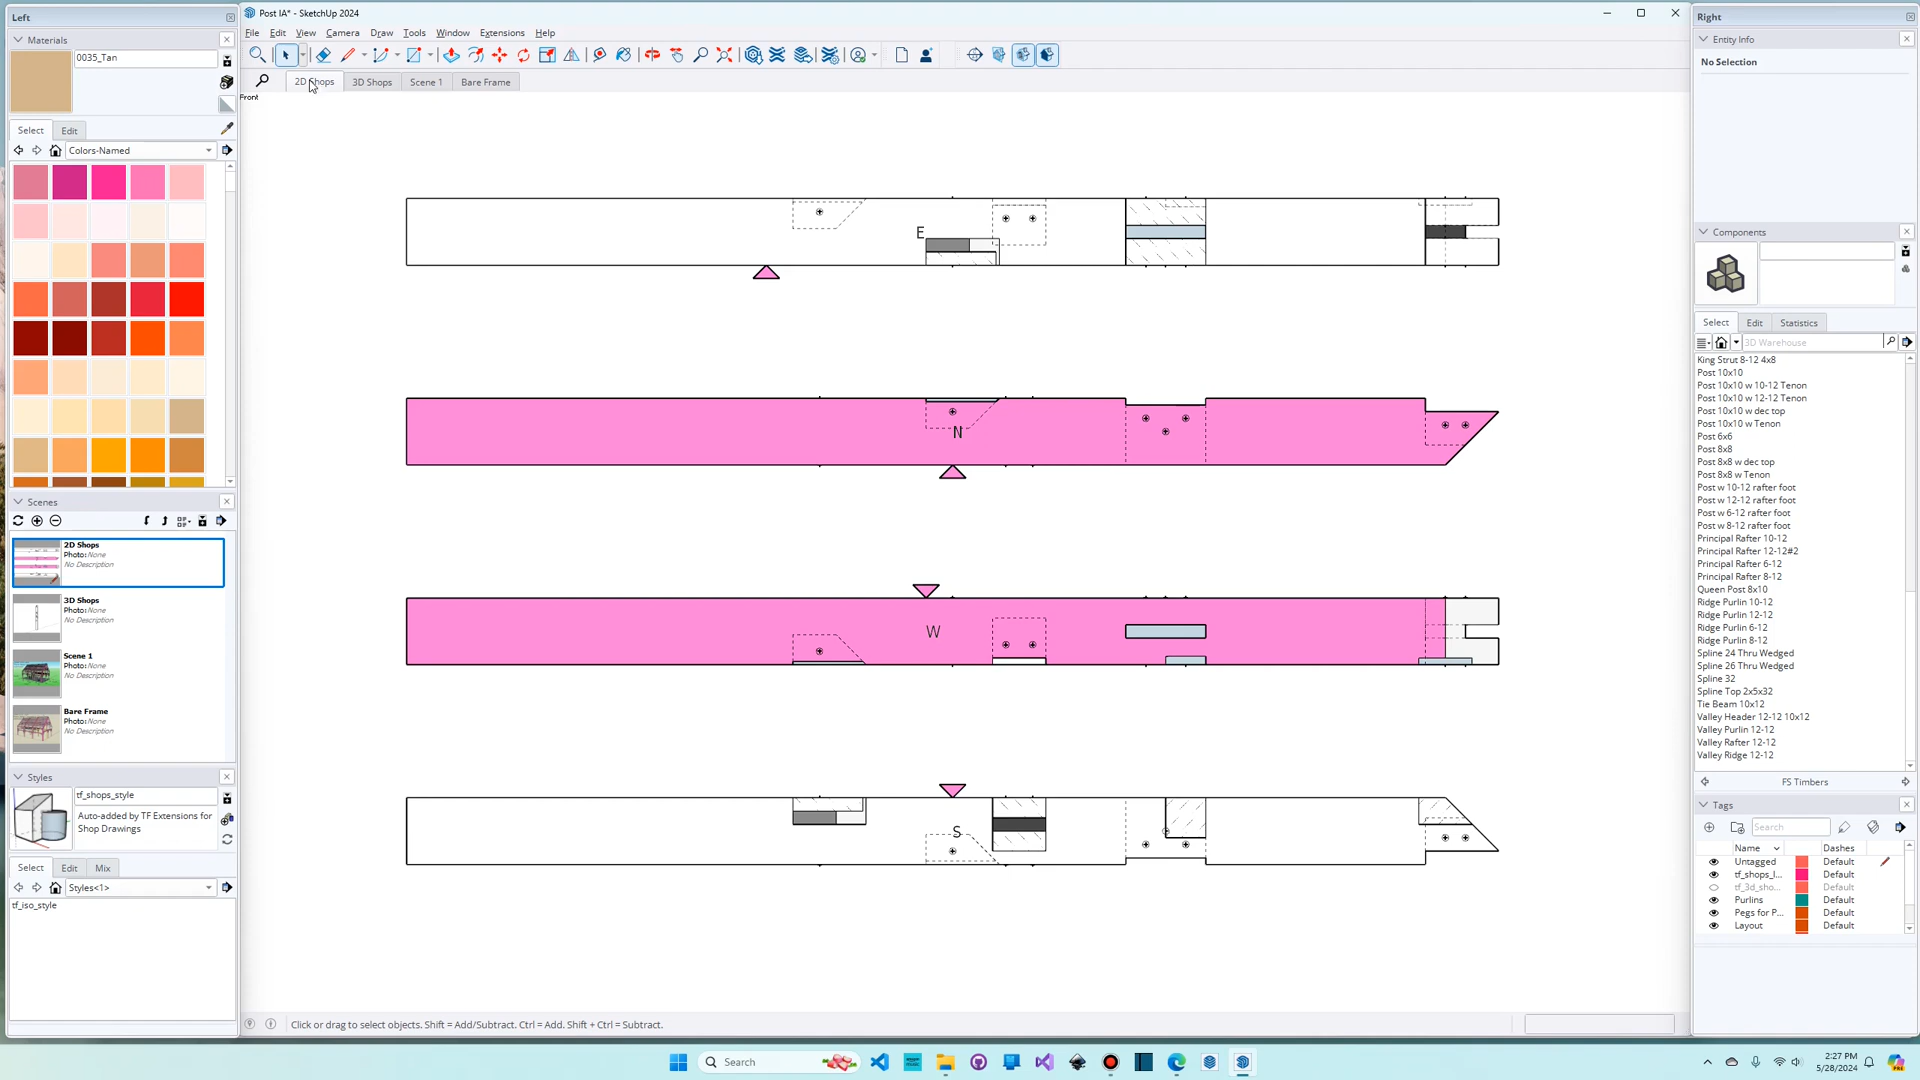 Left
Post IA* - SketchUp 2024
Right
File Edit View Camera Draw Tools Window Extensions Help
Materials
0035_Tan
Select Edit
Colors-Named
2D Shops 3D Shops Scene 1 Bare Frame
Front
E
N
W
S
Scenes
2D Shops
Photo: None
No Description
3D Shops
Photo: None
No Description
Scene 1
Photo: None
No Description
Bare Frame
Photo: None
No Description
Styles
tf_shops_style
Auto-added by TF Extensions for
Shop Drawings
Select Edit Mix
Styles<1>
tf_iso_style
Click or drag to select objects. Shift = Add/Subtract. Ctrl = Add. Shift + Ctrl = Subtract.
Entity Info
No Selection
Components
Select Edit Statistics
3D Warehouse
King Strut 8-12 4x8
Post 10x10
Post 10x10 w 10-12 Tenon
Post 10x10 w 12-12 Tenon
Post 10x10 w dec top
Post 10x10 w Tenon
Post 6x6
Post 8x8
Post 8x8 w dec top
Post 8x8 w Tenon
Post w 10-12 rafter foot
Post w 12-12 rafter foot
Post w 6-12 rafter foot
Post w 8-12 rafter foot
Principal Rafter 10-12
Principal Rafter 12-12#2
Principal Rafter 6-12
Principal Rafter 8-12
Queen Post 8x10
Ridge Purlin 10-12
Ridge Purlin 12-12
Ridge Purlin 6-12
Ridge Purlin 8-12
Spline 24 Thru Wedged
Spline 26 Thru Wedged
Spline 32
Spline Top 2x5x32
Tie Beam 10x12
Valley Header 12-12 10x12
Valley Purlin 12-12
Valley Rafter 12-12
Valley Ridge 12-12
FS Timbers
Tags
Search
Name Dashes
Untagged Default
tf_shops_l... Default
tf_3d_sho... Default
Purlins Default
Pegs for P... Default
Layout Default
Search
2:27 PM
5/28/2024